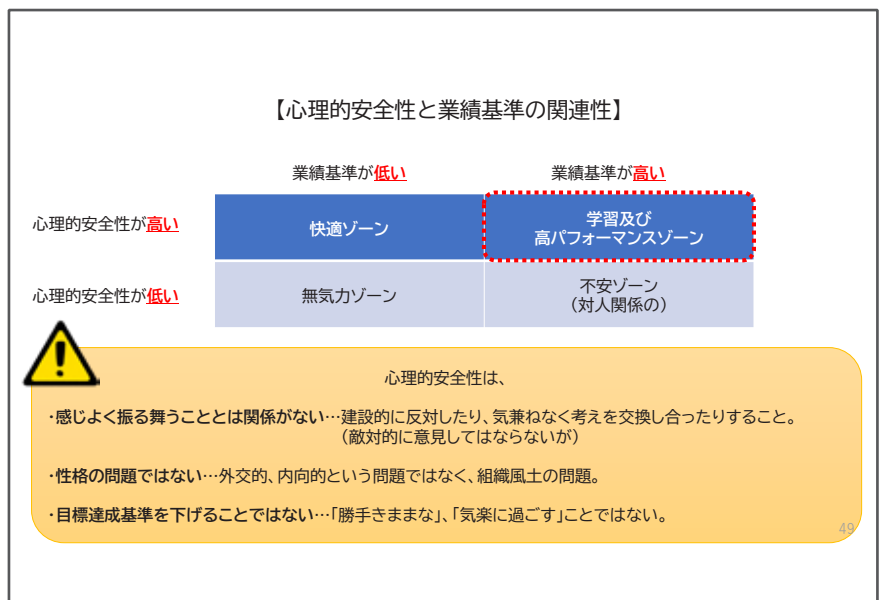 【心理的安全性と業績基準の関連性】
業績基準が低い
業績基準が高い
心理的安全性が高い
快適ゾーン
学習及び
高パフォーマンスゾーン
心理的安全性が低い
無気力ゾーン
不安ゾーン
（対人関係の）
心理的安全性は、
・感じよく振る舞うこととは関係がない…建設的に反対したり、気兼ねなく考えを交換し合ったりすること。
（敵対的に意見してはならないが）
・性格の問題ではない…外交的、内向的という問題ではなく、組織風土の問題。
・目標達成基準を下げることではない…「勝手きままな」、「気楽に過ごす」ことではない。
49